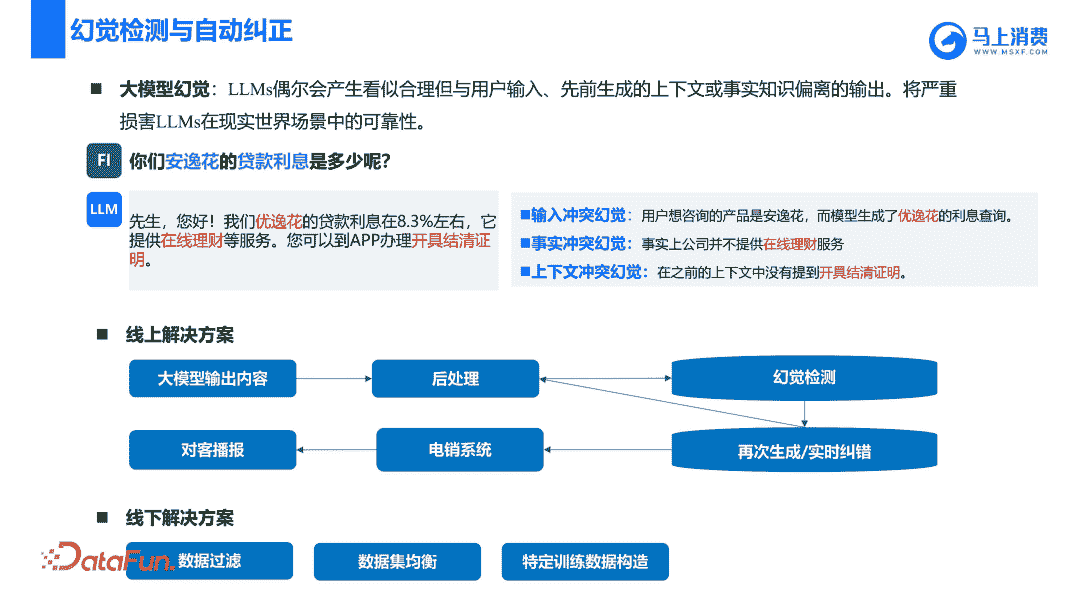 幻觉检测与自动纠正
马上消费
WWW.MSXF.COM
■ 大模型幻觉：LLMs偶尔会产生看似合理但与用户输入、先前生成的上下文或事实知识偏离的输出。将严重
损害LLMs在现实世界场景中的可靠性。
FI 你们安逸花的贷款利息是多少呢?
LLM
先生，您好！我们优逸花的贷款利息在8.3%左右，它
提供在线理财等服务。您可以到APP办理开具结清证
明。
■输入冲突幻觉：用户想咨询的产品是安逸花，而模型生成了优逸花的利息查询。
■事实冲突幻觉：事实上公司并不提供在线理财服务
■上下文冲突幻觉：在之前的上下文中没有提到开具结清证明。
■ 线上解决方案
大模型输出内容
后处理
幻觉检测
对客播报
电销系统
再次生成/实时纠错
■ 线下解决方案
DataFun.
数据过滤
数据集均衡
特定训练数据构造